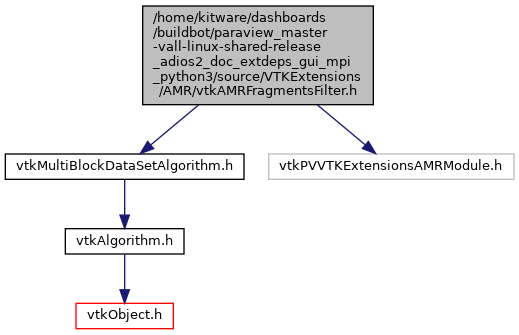 /home/kitware/dashboards
/buildbot/paraview_master
-vall-linux-shared-release
_adios2_doc_extdeps_gui_mpi
_python3/source/VTKExtensions
/AMR/vtkAMRFragmentsFilter.h
vtkMultiBlockDataSetAlgorithm.h
vtkPVVTKExtensionsAMRModule.h
vtkAlgorithm.h
vtkObject.h